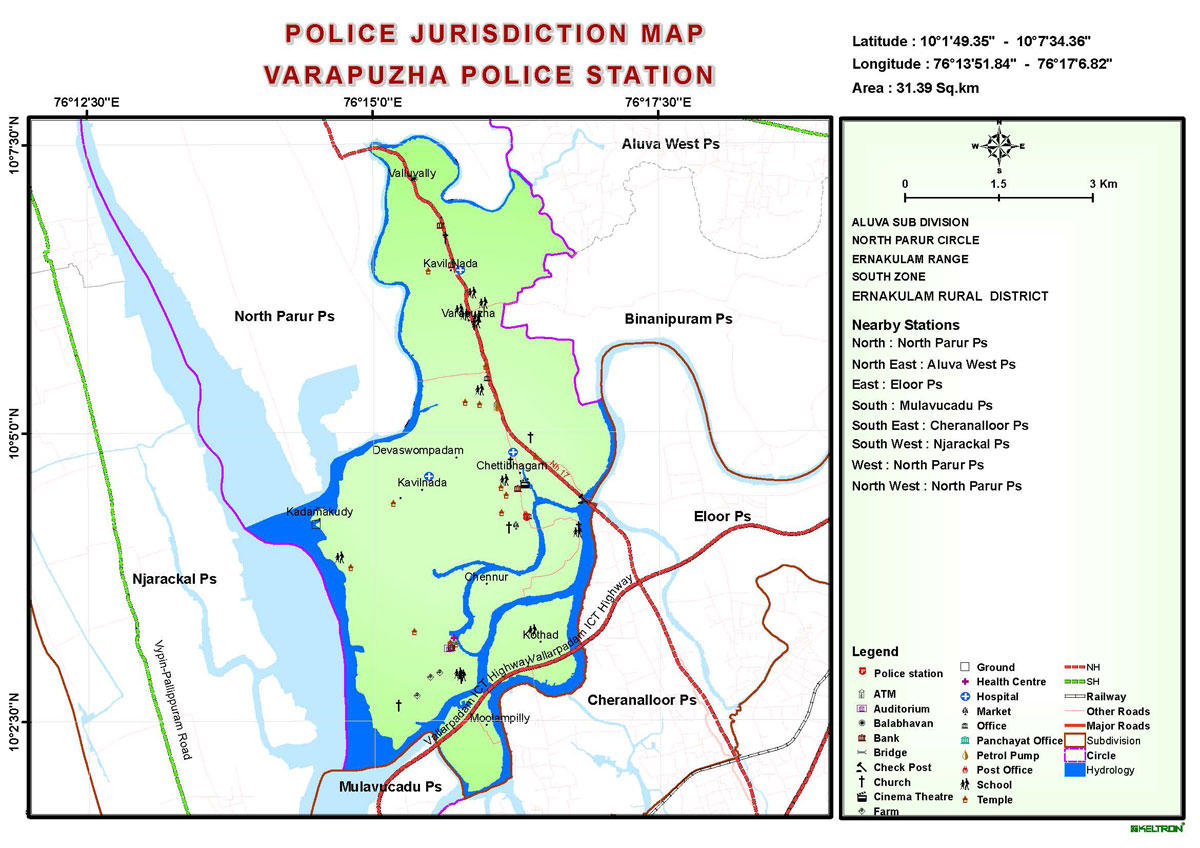 POLICE JURISDICTION MAP
VARAPUZHA POLICE STATION
Latitude : 10°1'49.35" - 10°7'34.36"
Longitude : 76°13'51.84" - 76°17'6.82"
Area : 31.39 Sq.km
76°12'30"E
76°15'0"E
76°17'30"E
10°7'30"N
10°5'0"N
10°2'30"N
Aluva West Ps
Valluvally
Kavil Nada
North Parur Ps
Varapuzha
Binanipuram Ps
Devaswompadam
Chettibhagam
Nh 17
Kavilnada
Kadamakudy
Eloor Ps
Njarackal Ps
Chennur
Kothad
Vallarpadam ICT Highway
Vallarpadam ICT Highway
Vypin-Pallippuram Road
Cheranalloor Ps
Moolampilly
Mulavucadu Ps
N
W
E
S
0
1.5
3 Km
ALUVA SUB DIVISION
NORTH PARUR CIRCLE
ERNAKULAM RANGE
SOUTH ZONE
ERNAKULAM RURAL DISTRICT
Nearby Stations
North : North Parur Ps
North East : Aluva West Ps
East : Eloor Ps
South : Mulavucadu Ps
South East : Cheranalloor Ps
South West : Njarackal Ps
West : North Parur Ps
North West : North Parur Ps
Legend
Police station
ATM
Auditorium
Balabhavan
Bank
Bridge
Check Post
Church
Cinema Theatre
Farm
Ground
Health Centre
Hospital
Market
Office
Panchayat Office
Petrol Pump
Post Office
School
Temple
NH
SH
Railway
Other Roads
Major Roads
Subdivision
Circle
Hydrology
KELTRON